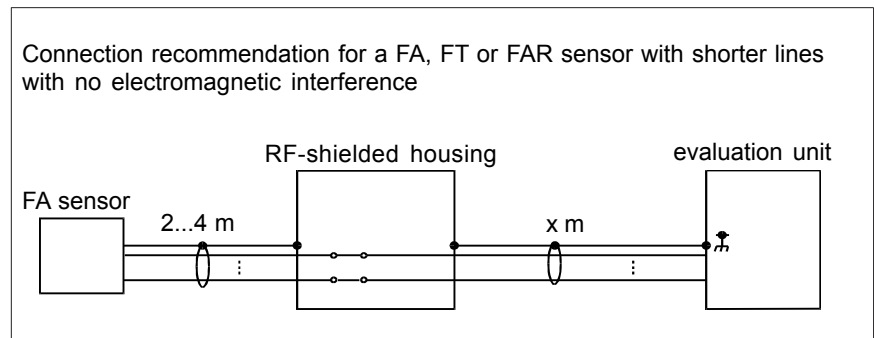 Connection recommendation for a FA, FT or FAR sensor with shorter lines
with no electromagnetic interference
RF-shielded housing
evaluation unit
FA sensor
2...4 m
x m